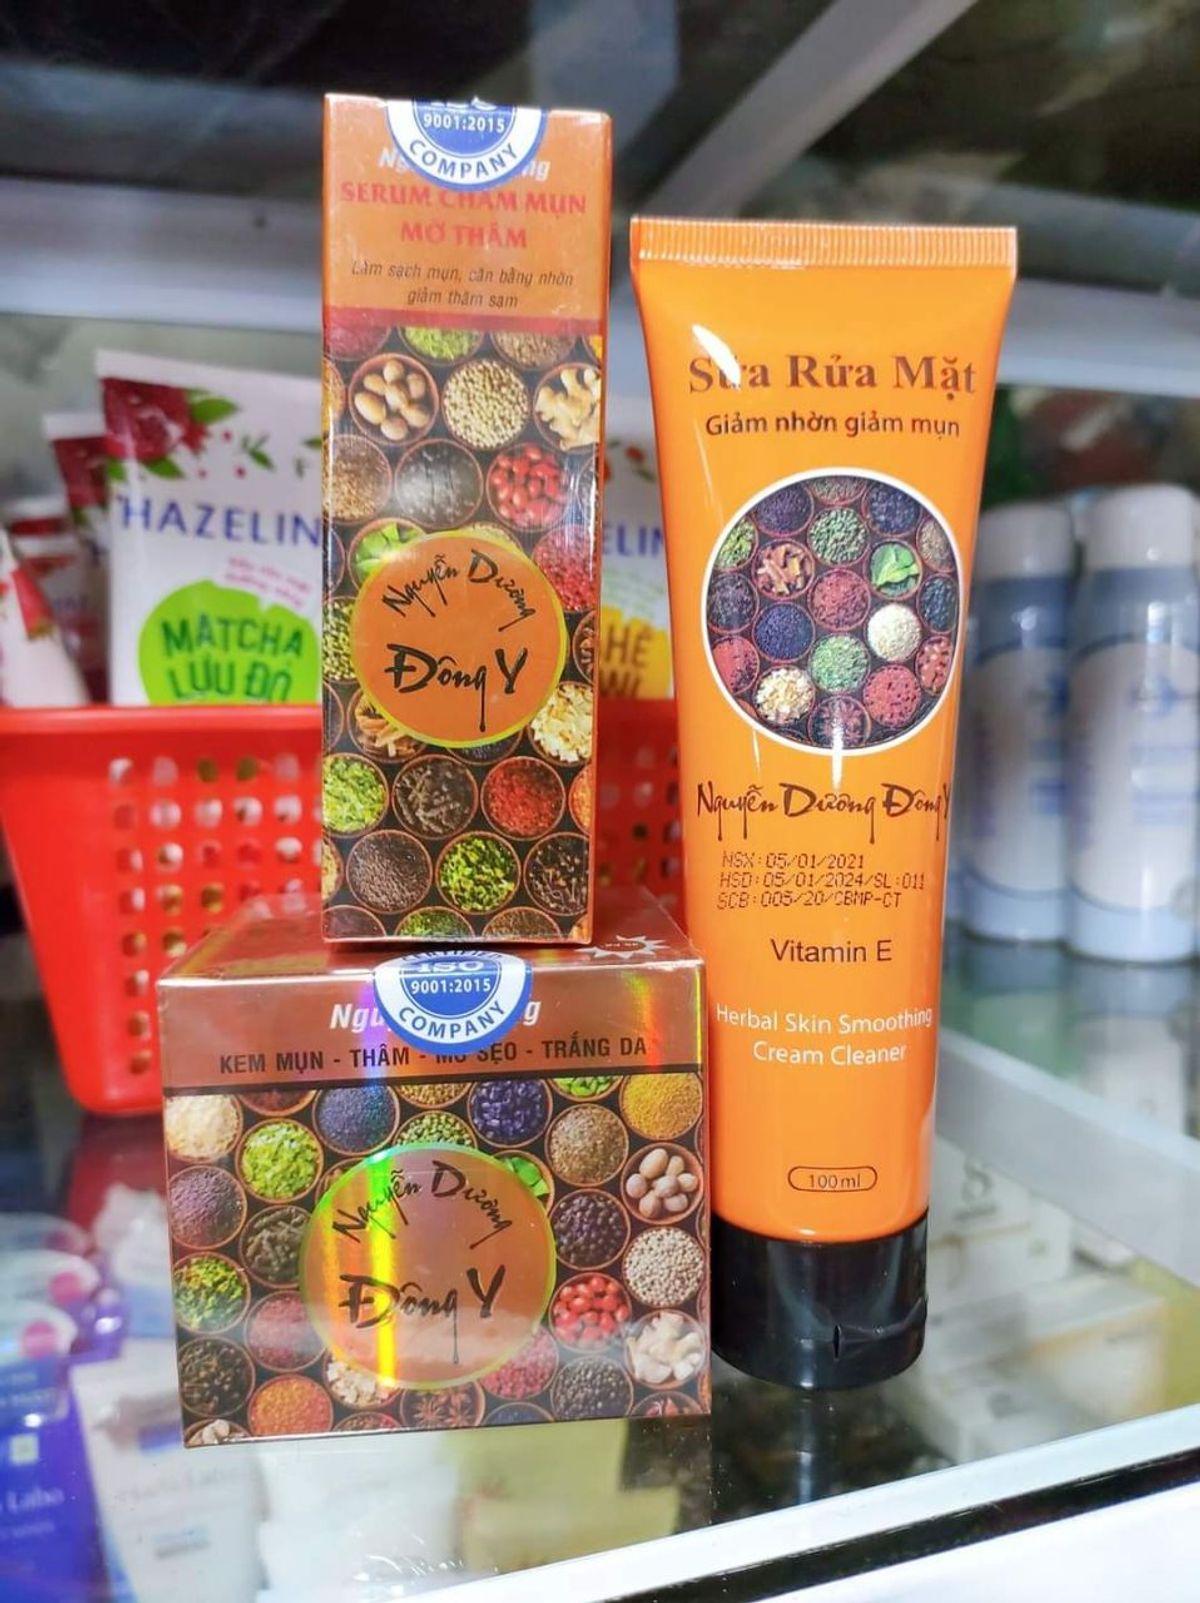 ISO
9001:2015
COMPANY
SERUM CHẤM MỤN
MỜ THÂM
Làm sạch mụn, cân bằng nhờn
giảm thâm sạm
Nguyễn Dương
Đông Y
Sữa Rửa Mặt
Giảm nhờn giảm mụn
Nguyễn Dương Đông Y
NSX:05/01/2021
HSD:05/01/2024/SL:011
SCB:005/20/CBMP-CT
Vitamin E
Herbal Skin Smoothing
Cream Cleaner
100ml
ISO
9001:2015
COMPANY
KEM MỤN - THÂM - MỜ SẸO - TRẮNG DA
Nguyễn Dương
Đông Y
HAZELIN
MATCHA
LỰU ĐỎ